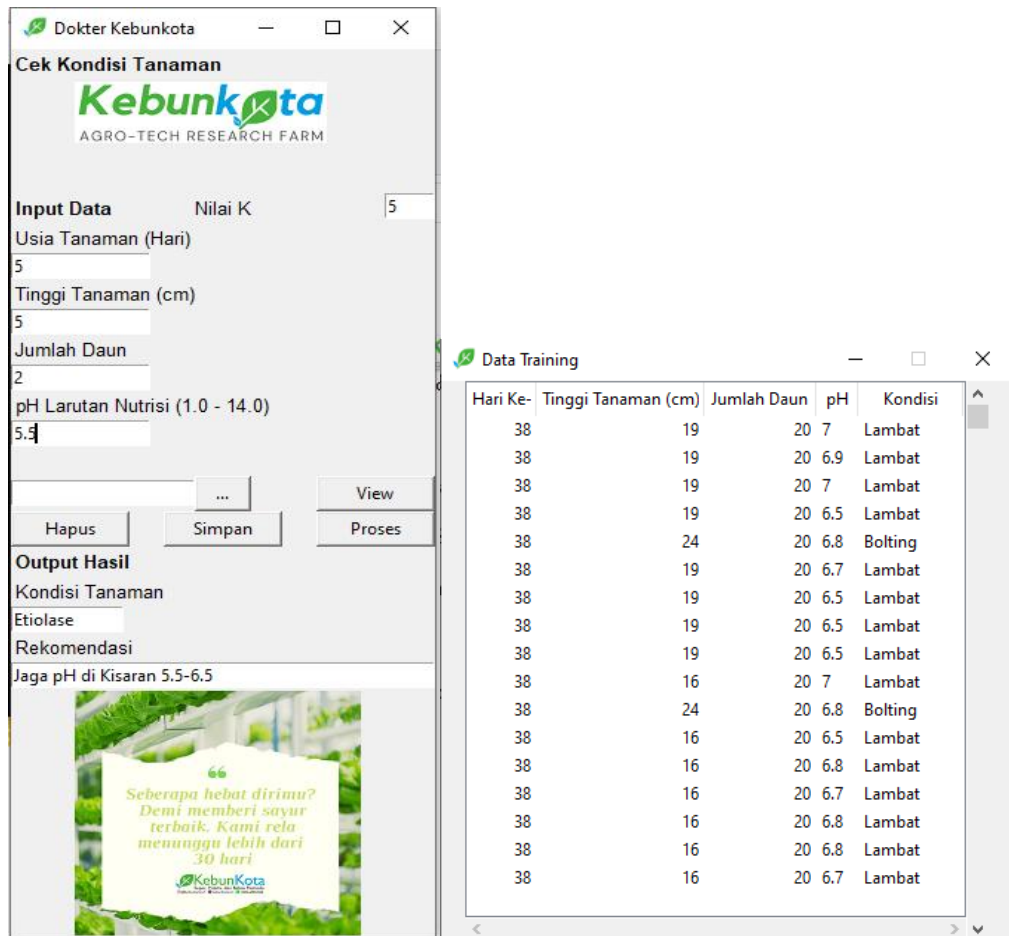 Dokter Kebunkota
Cek Kondisi Tanaman
Kebunkota
AGRO-TECH RESEARCH FARM
Input Data Nilai K 5
Usia Tanaman (Hari)
5
Tinggi Tanaman (cm)
5
Jumlah Daun
2
pH Larutan Nutrisi (1.0 - 14.0)
5.5
... View
Hapus Simpan Proses
Output Hasil
Kondisi Tanaman
Etiolase
Rekomendasi
Jaga pH di Kisaran 5.5-6.5
Seberapa hebat dirimu?
Demi memberi sayur
terbaik, Kami rela
menunggu lebih dari
30 hari
KebunKota
Data Training
Hari Ke- Tinggi Tanaman (cm) Jumlah Daun pH Kondisi
38 19 20 7 Lambat
38 19 20 6.9 Lambat
38 19 20 7 Lambat
38 19 20 6.5 Lambat
38 24 20 6.8 Bolting
38 19 20 6.7 Lambat
38 19 20 6.5 Lambat
38 19 20 6.5 Lambat
38 19 20 6.5 Lambat
38 16 20 7 Lambat
38 24 20 6.8 Bolting
38 16 20 6.5 Lambat
38 16 20 6.8 Lambat
38 16 20 6.7 Lambat
38 16 20 6.8 Lambat
38 16 20 6.8 Lambat
38 16 20 6.7 Lambat